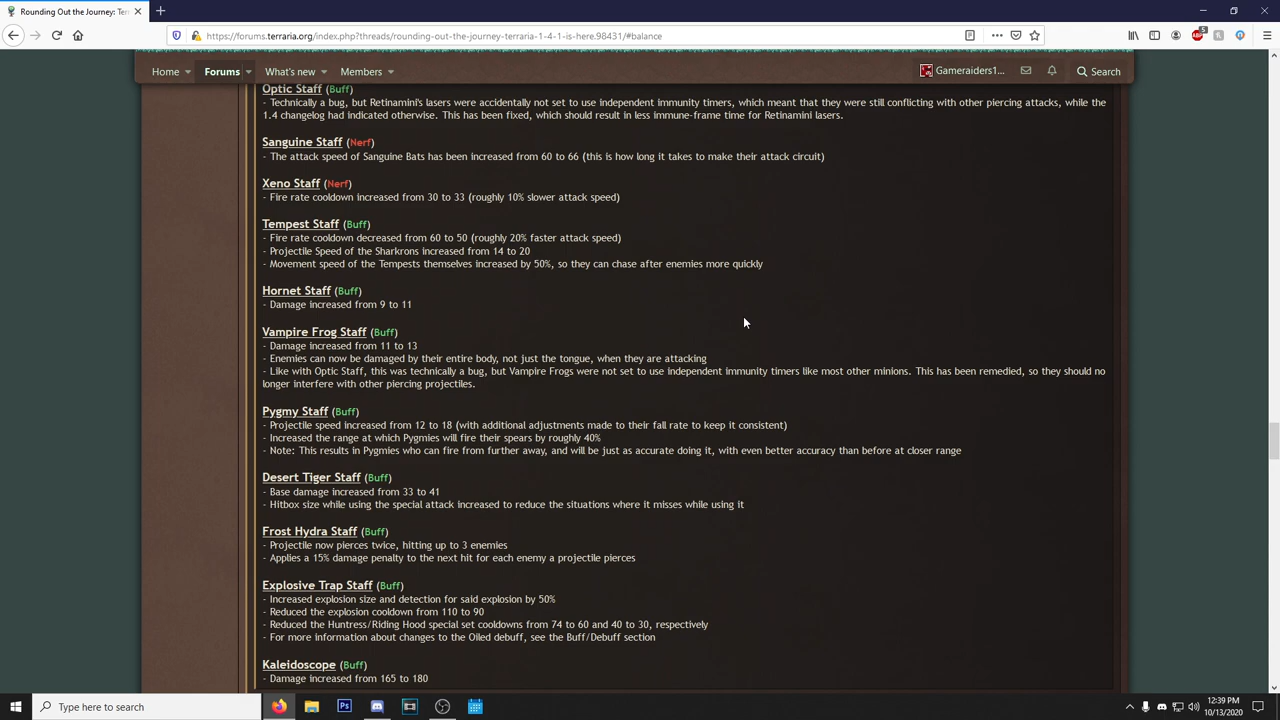 Rounding Out the Journey: Terr
https://forums.terraria.org/index.php?threads/rounding-out-the-journey-terraria-1-4-1-is-here.98431/#balance
Home Forums What's new Members Gameraiders1... Search
Optic Staff (Buff)
- Technically a bug, but Retinamini's lasers were accidentally not set to use independent immunity timers, which meant that they were still conflicting with other piercing attacks, while the
1.4 changelog had indicated otherwise. This has been fixed, which should result in less immune-frame time for Retinamini lasers.
Sanguine Staff (Nerf)
- The attack speed of Sanguine Bats has been increased from 60 to 66 (this is how long it takes to make their attack circuit)
Xeno Staff (Nerf)
- Fire rate cooldown increased from 30 to 33 (roughly 10% slower attack speed)
Tempest Staff (Buff)
- Fire rate cooldown decreased from 60 to 50 (roughly 20% faster attack speed)
- Projectile Speed of the Sharkrons increased from 14 to 20
- Movement speed of the Tempests themselves increased by 50%, so they can chase after enemies more quickly
Hornet Staff (Buff)
- Damage increased from 9 to 11
Vampire Frog Staff (Buff)
- Damage increased from 11 to 13
- Enemies can now be damaged by their entire body, not just the tongue, when they are attacking
- Like with Optic Staff, this was technically a bug, but Vampire Frogs were not set to use independent immunity timers like most other minions. This has been remedied, so they should no
longer interfere with other piercing projectiles.
Pygmy Staff (Buff)
- Projectile speed increased from 12 to 18 (with additional adjustments made to their fall rate to keep it consistent)
- Increased the range at which Pygmies will fire their spears by roughly 40%
- Note: This results in Pygmies who can fire from further away, and will be just as accurate doing it, with even better accuracy than before at closer range
Desert Tiger Staff (Buff)
- Base damage increased from 33 to 41
- Hitbox size while using the special attack increased to reduce the situations where it misses while using it
Frost Hydra Staff (Buff)
- Projectile now pierces twice, hitting up to 3 enemies
- Applies a 15% damage penalty to the next hit for each enemy a projectile pierces
Explosive Trap Staff (Buff)
- Increased explosion size and detection for said explosion by 50%
- Reduced the explosion cooldown from 110 to 90
- Reduced the Huntress/Riding Hood special set cooldowns from 74 to 60 and 40 to 30, respectively
- For more information about changes to the Oiled debuff, see the Buff/Debuff section
Kaleidoscope (Buff)
- Damage increased from 165 to 180
Type here to search
12:39 PM
10/13/2020